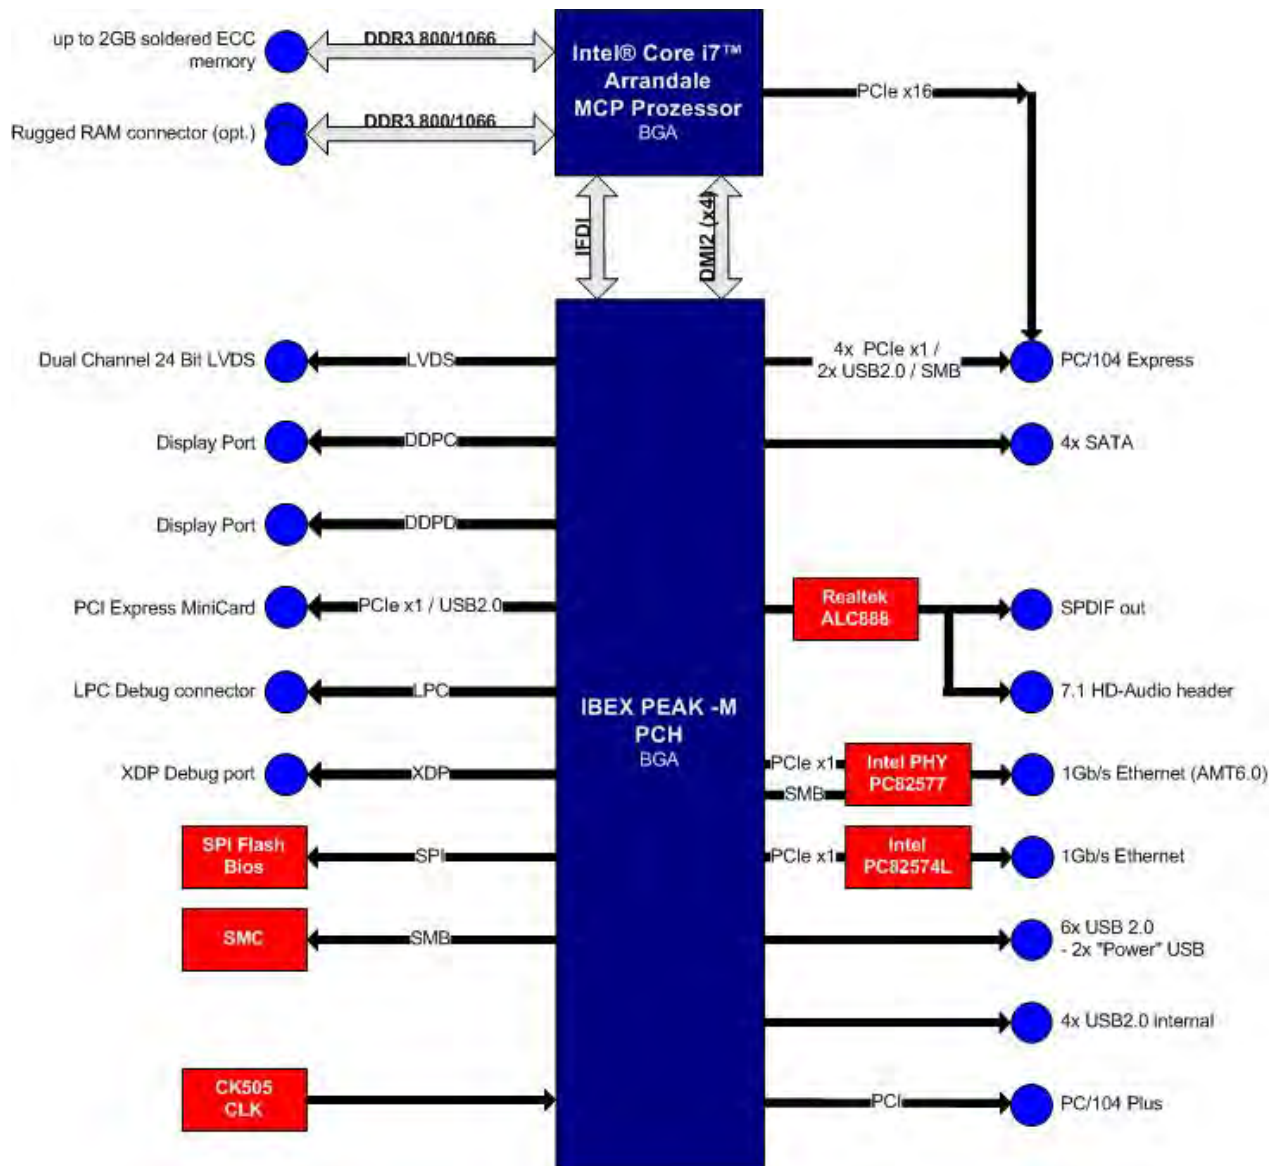 up to 2GB soldered ECC
memory
DDR3 800/1066
Intel® Core i7™
Arrandale
MCP Prozessor
BGA
PCIe x16
Rugged RAM connector (opt.)
DDR3 800/1066
IFDI
DMI2 (x4)
Dual Channel 24 Bit LVDS
LVDS
4x PCIe x1 /
2x USB2.0 / SMB
PC/104 Express
Display Port
DDPC
4x SATA
Display Port
DDPD
PCI Express MiniCard
PCIe x1 / USB2.0
Realtek
ALC888
SPDIF out
LPC Debug connector
LPC
7.1 HD-Audio header
IBEX PEAK -M
PCH
BGA
XDP Debug port
XDP
PCIe x1
SMB
Intel PHY
PC82577
1Gb/s Ethernet (AMT6.0)
SPI Flash
Bios
SPI
PCIe x1
Intel
PC82574L
1Gb/s Ethernet
SMC
SMB
6x USB 2.0
- 2x "Power" USB
4x USB2.0 internal
CK505
CLK
PCI
PC/104 Plus